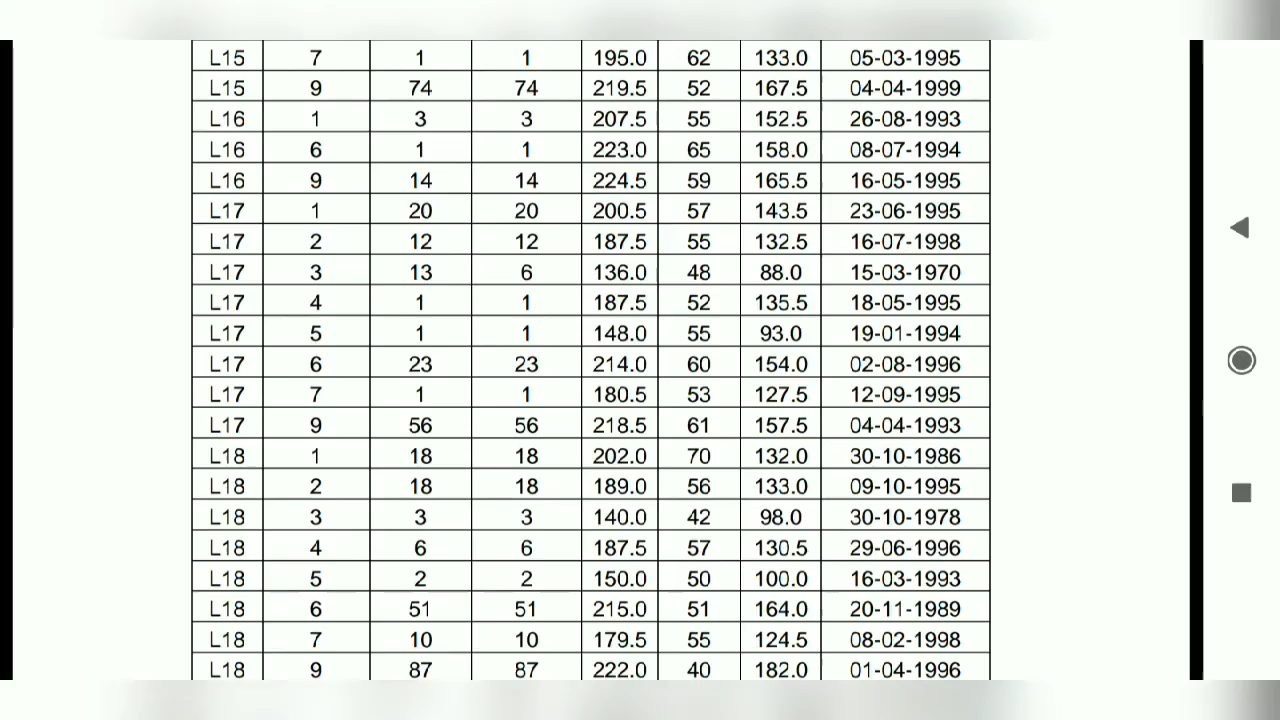 L15 7 1 1 195.0 62 133.0 05-03-1995
L15 9 74 74 219.5 52 167.5 04-04-1999
L16 1 3 3 207.5 55 152.5 26-08-1993
L16 6 1 1 223.0 65 158.0 08-07-1994
L16 9 14 14 224.5 59 165.5 16-05-1995
L17 1 20 20 200.5 57 143.5 23-06-1995
L17 2 12 12 187.5 55 132.5 16-07-1998
L17 3 13 6 136.0 48 88.0 15-03-1970
L17 4 1 1 187.5 52 135.5 18-05-1995
L17 5 1 1 148.0 55 93.0 19-01-1994
L17 6 23 23 214.0 60 154.0 02-08-1996
L17 7 1 1 180.5 53 127.5 12-09-1995
L17 9 56 56 218.5 61 157.5 04-04-1993
L18 1 18 18 202.0 70 132.0 30-10-1986
L18 2 18 18 189.0 56 133.0 09-10-1995
L18 3 3 3 140.0 42 98.0 30-10-1978
L18 4 6 6 187.5 57 130.5 29-06-1996
L18 5 2 2 150.0 50 100.0 16-03-1993
L18 6 51 51 215.0 51 164.0 20-11-1989
L18 7 10 10 179.5 55 124.5 08-02-1998
L18 9 87 87 222.0 40 182.0 01-04-1996